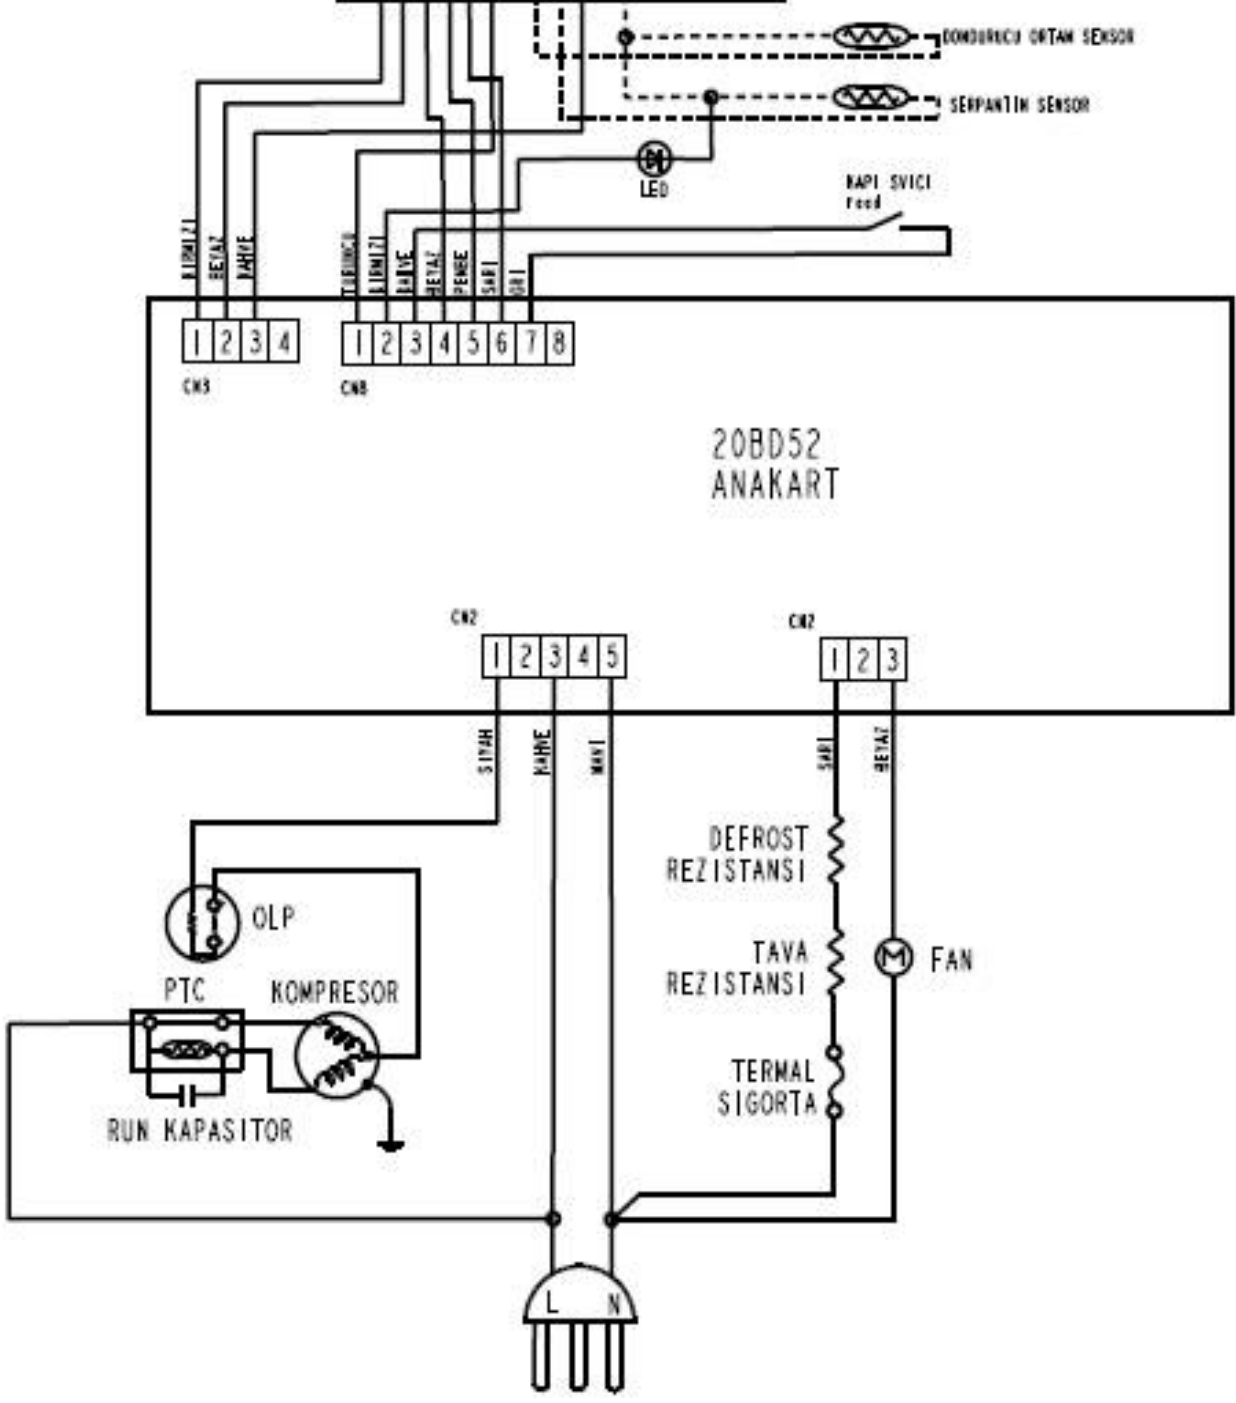 DONDURUCU ORTAM SENSOR
SERPANTIN SENSOR
LED
KAPI SVICI
reed
KIRMIZI
BEYAZ
KAHVE
TURUNCU
KIRMIZI
KAHVE
BEYAZ
PEMBE
SARI
GRI
1 2 3 4
1 2 3 4 5 6 7 8
CN3
CN8
20BD52
ANAKART
CN2
CN2
1 2 3 4 5
1 2 3
SIYAH
KAHVE
MAVI
SARI
BEYAZ
DEFROST
REZISTANSI
OLP
TAVA
REZISTANSI
M
FAN
PTC
KOMPRESOR
TERMAL
SIGORTA
RUN KAPASITOR
L
N